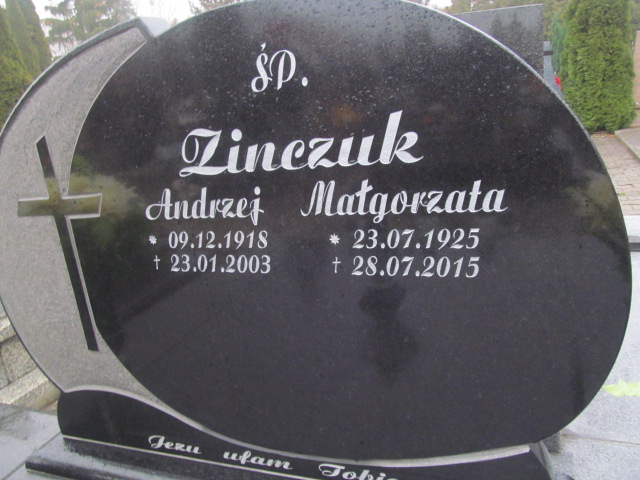 ŚP.
Zinczuk
Andrzej Małgorzata
* 09.12.1918 * 23.07.1925
† 23.01.2003 † 28.07.2015
Jezu ufam Tobie